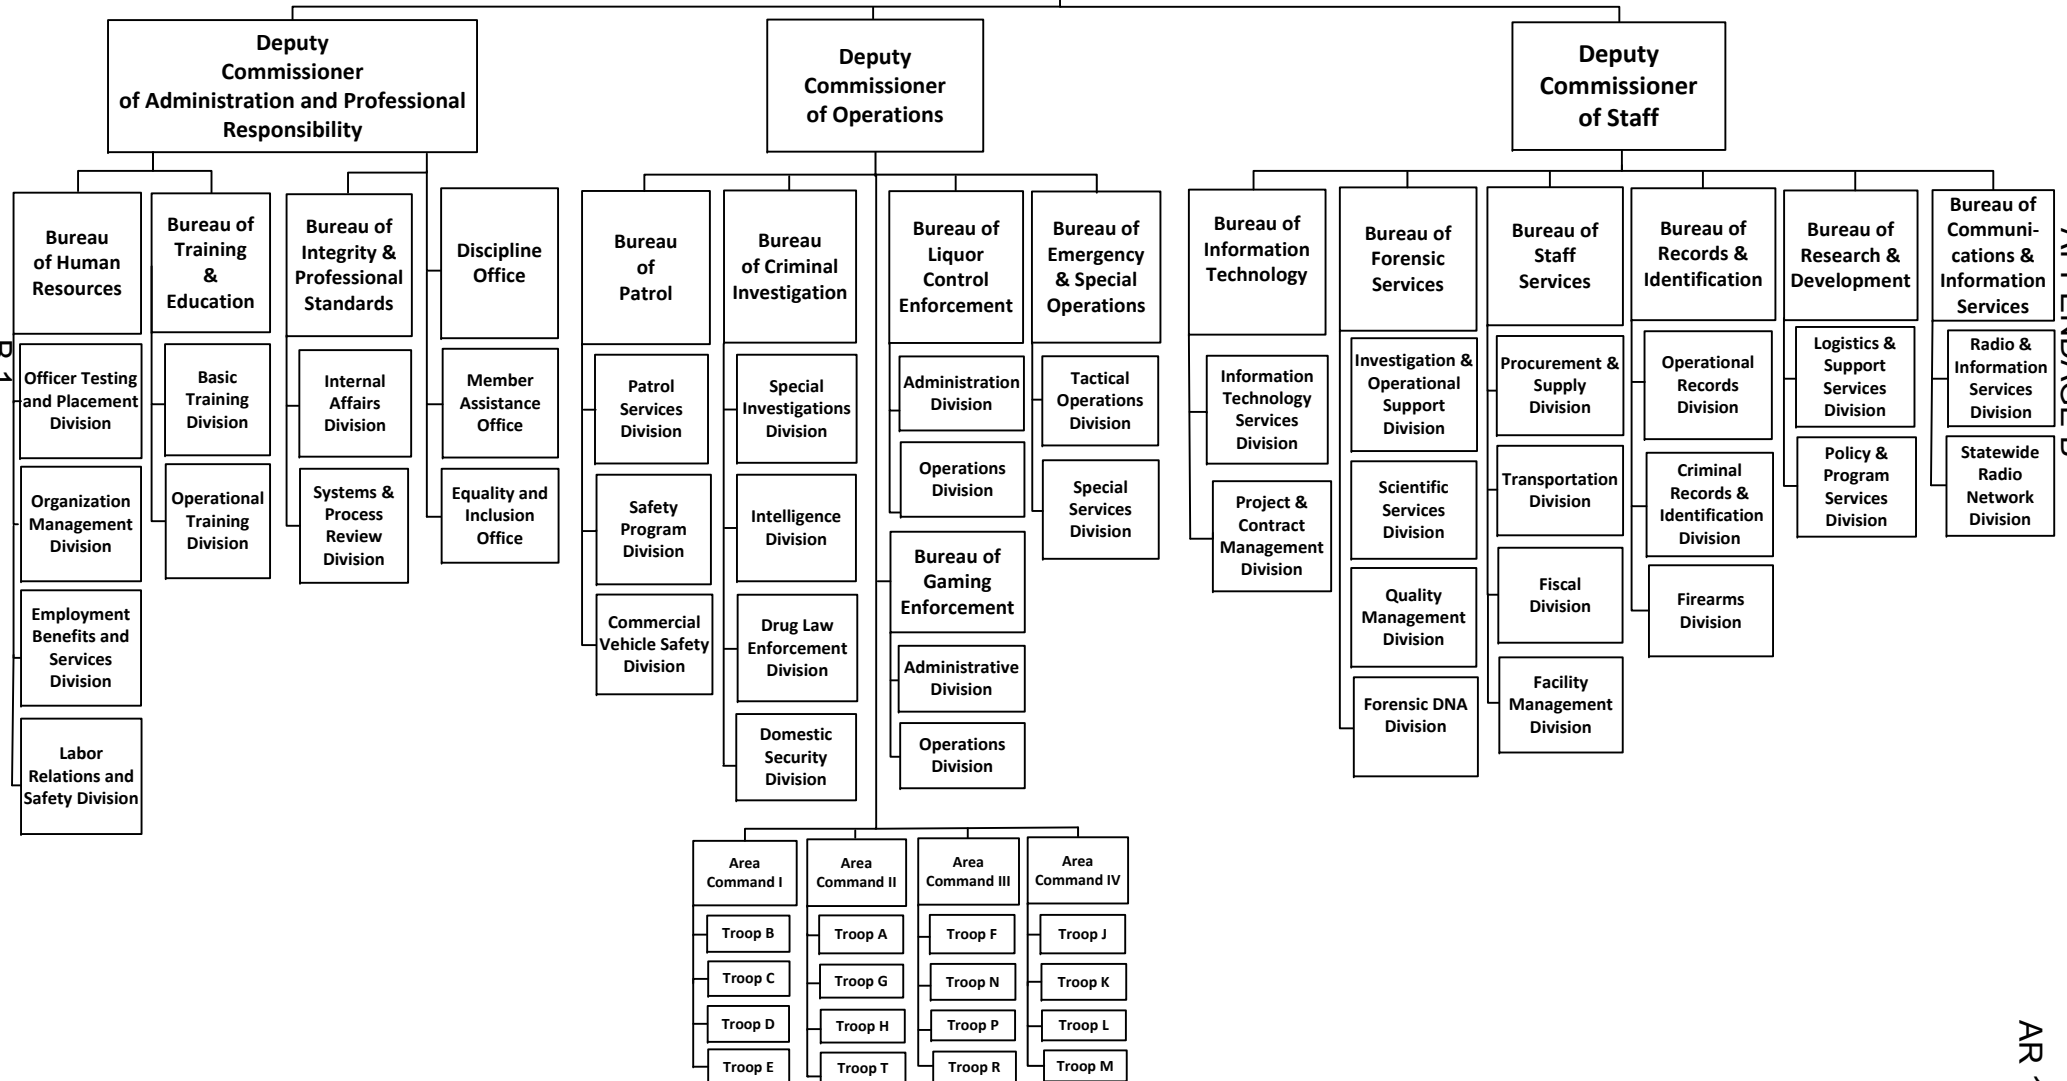 Deputy
Commissioner
of Administration and Professional
Responsibility
Deputy
Commissioner
of Operations
Deputy
Commissioner
of Staff
Bureau
of Human
Resources
Officer Testing
and Placement
Division
Organization
Management
Division
Employment
Benefits and
Services
Division
Labor
Relations and
Safety Division
Bureau of
Training
&
Education
Basic
Training
Division
Operational
Training
Division
Bureau of
Integrity &
Professional
Standards
Internal
Affairs
Division
Systems &
Process
Review
Division
Discipline
Office
Member
Assistance
Office
Equality and
Inclusion
Office
Bureau
of
Patrol
Patrol
Services
Division
Safety
Program
Division
Commercial
Vehicle Safety
Division
Bureau
of Criminal
Investigation
Special
Investigations
Division
Intelligence
Division
Drug Law
Enforcement
Division
Domestic
Security
Division
Bureau of
Liquor
Control
Enforcement
Administration
Division
Operations
Division
Bureau of
Gaming
Enforcement
Administrative
Division
Operations
Division
Bureau of
Emergency
& Special
Operations
Tactical
Operations
Division
Special
Services
Division
Area
Command I
Troop B
Troop C
Troop D
Troop E
Area
Command II
Troop A
Troop G
Troop H
Troop T
Area
Command III
Troop F
Troop N
Troop P
Troop R
Area
Command IV
Troop J
Troop K
Troop L
Troop M
Bureau of
Information
Technology
Information
Technology
Services
Division
Project &
Contract
Management
Division
Bureau of
Forensic
Services
Investigation &
Operational
Support
Division
Scientific
Services
Division
Quality
Management
Division
Forensic DNA
Division
Bureau of
Staff
Services
Procurement &
Supply
Division
Transportation
Division
Fiscal
Division
Facility
Management
Division
Bureau of
Records &
Identification
Operational
Records
Division
Criminal
Records &
Identification
Division
Firearms
Division
Bureau of
Research &
Development
Logistics &
Support
Services
Division
Policy &
Program
Services
Division
Bureau of
Communi-
cations &
Information
Services
Radio &
Information
Services
Division
Statewide
Radio
Network
Division
AR